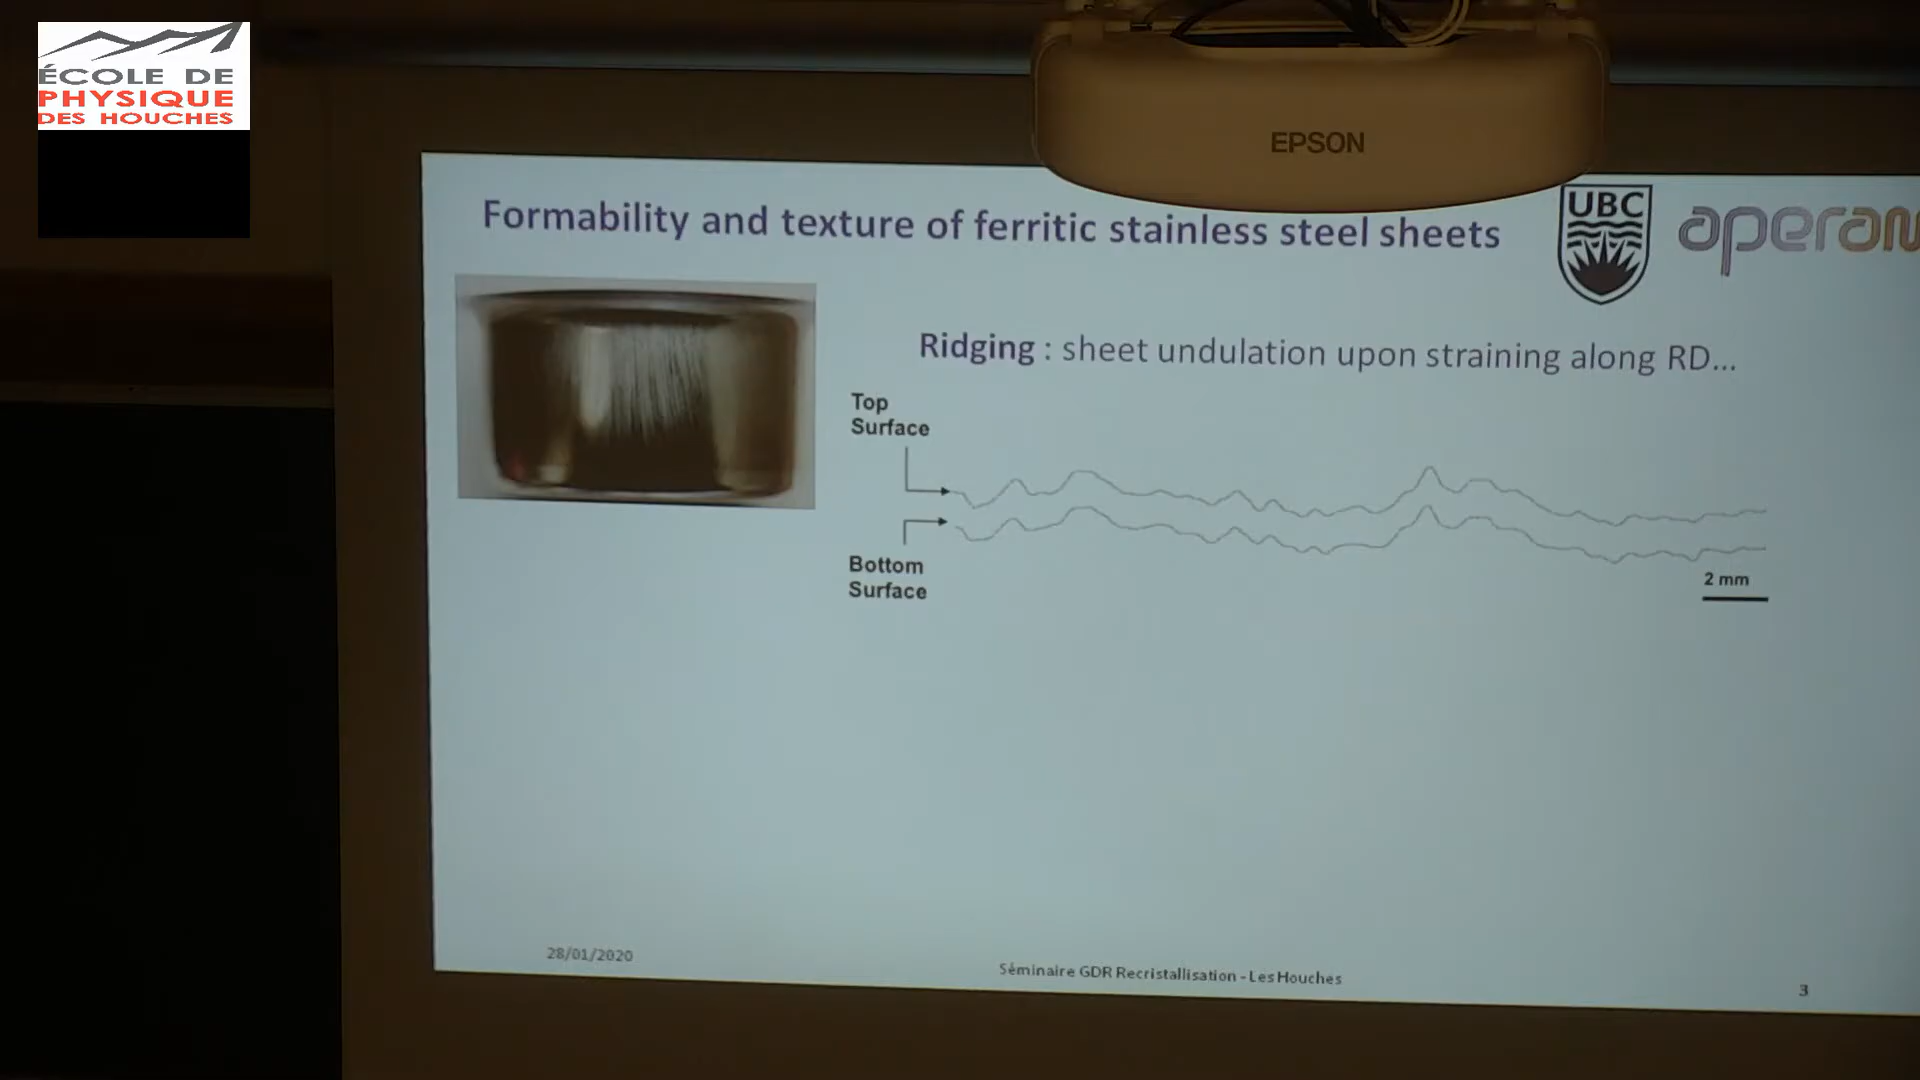 ÉCOLE DE
PHYSIQUE
DES HOUCHES
EPSON
Formability and texture of ferritic stainless steel sheets
UBC
aperam
Ridging : sheet undulation upon straining along RD...
Top
Surface
Bottom
Surface
2 mm
28/01/2020
Séminaire GDR Recristallisation - Les Houches
3